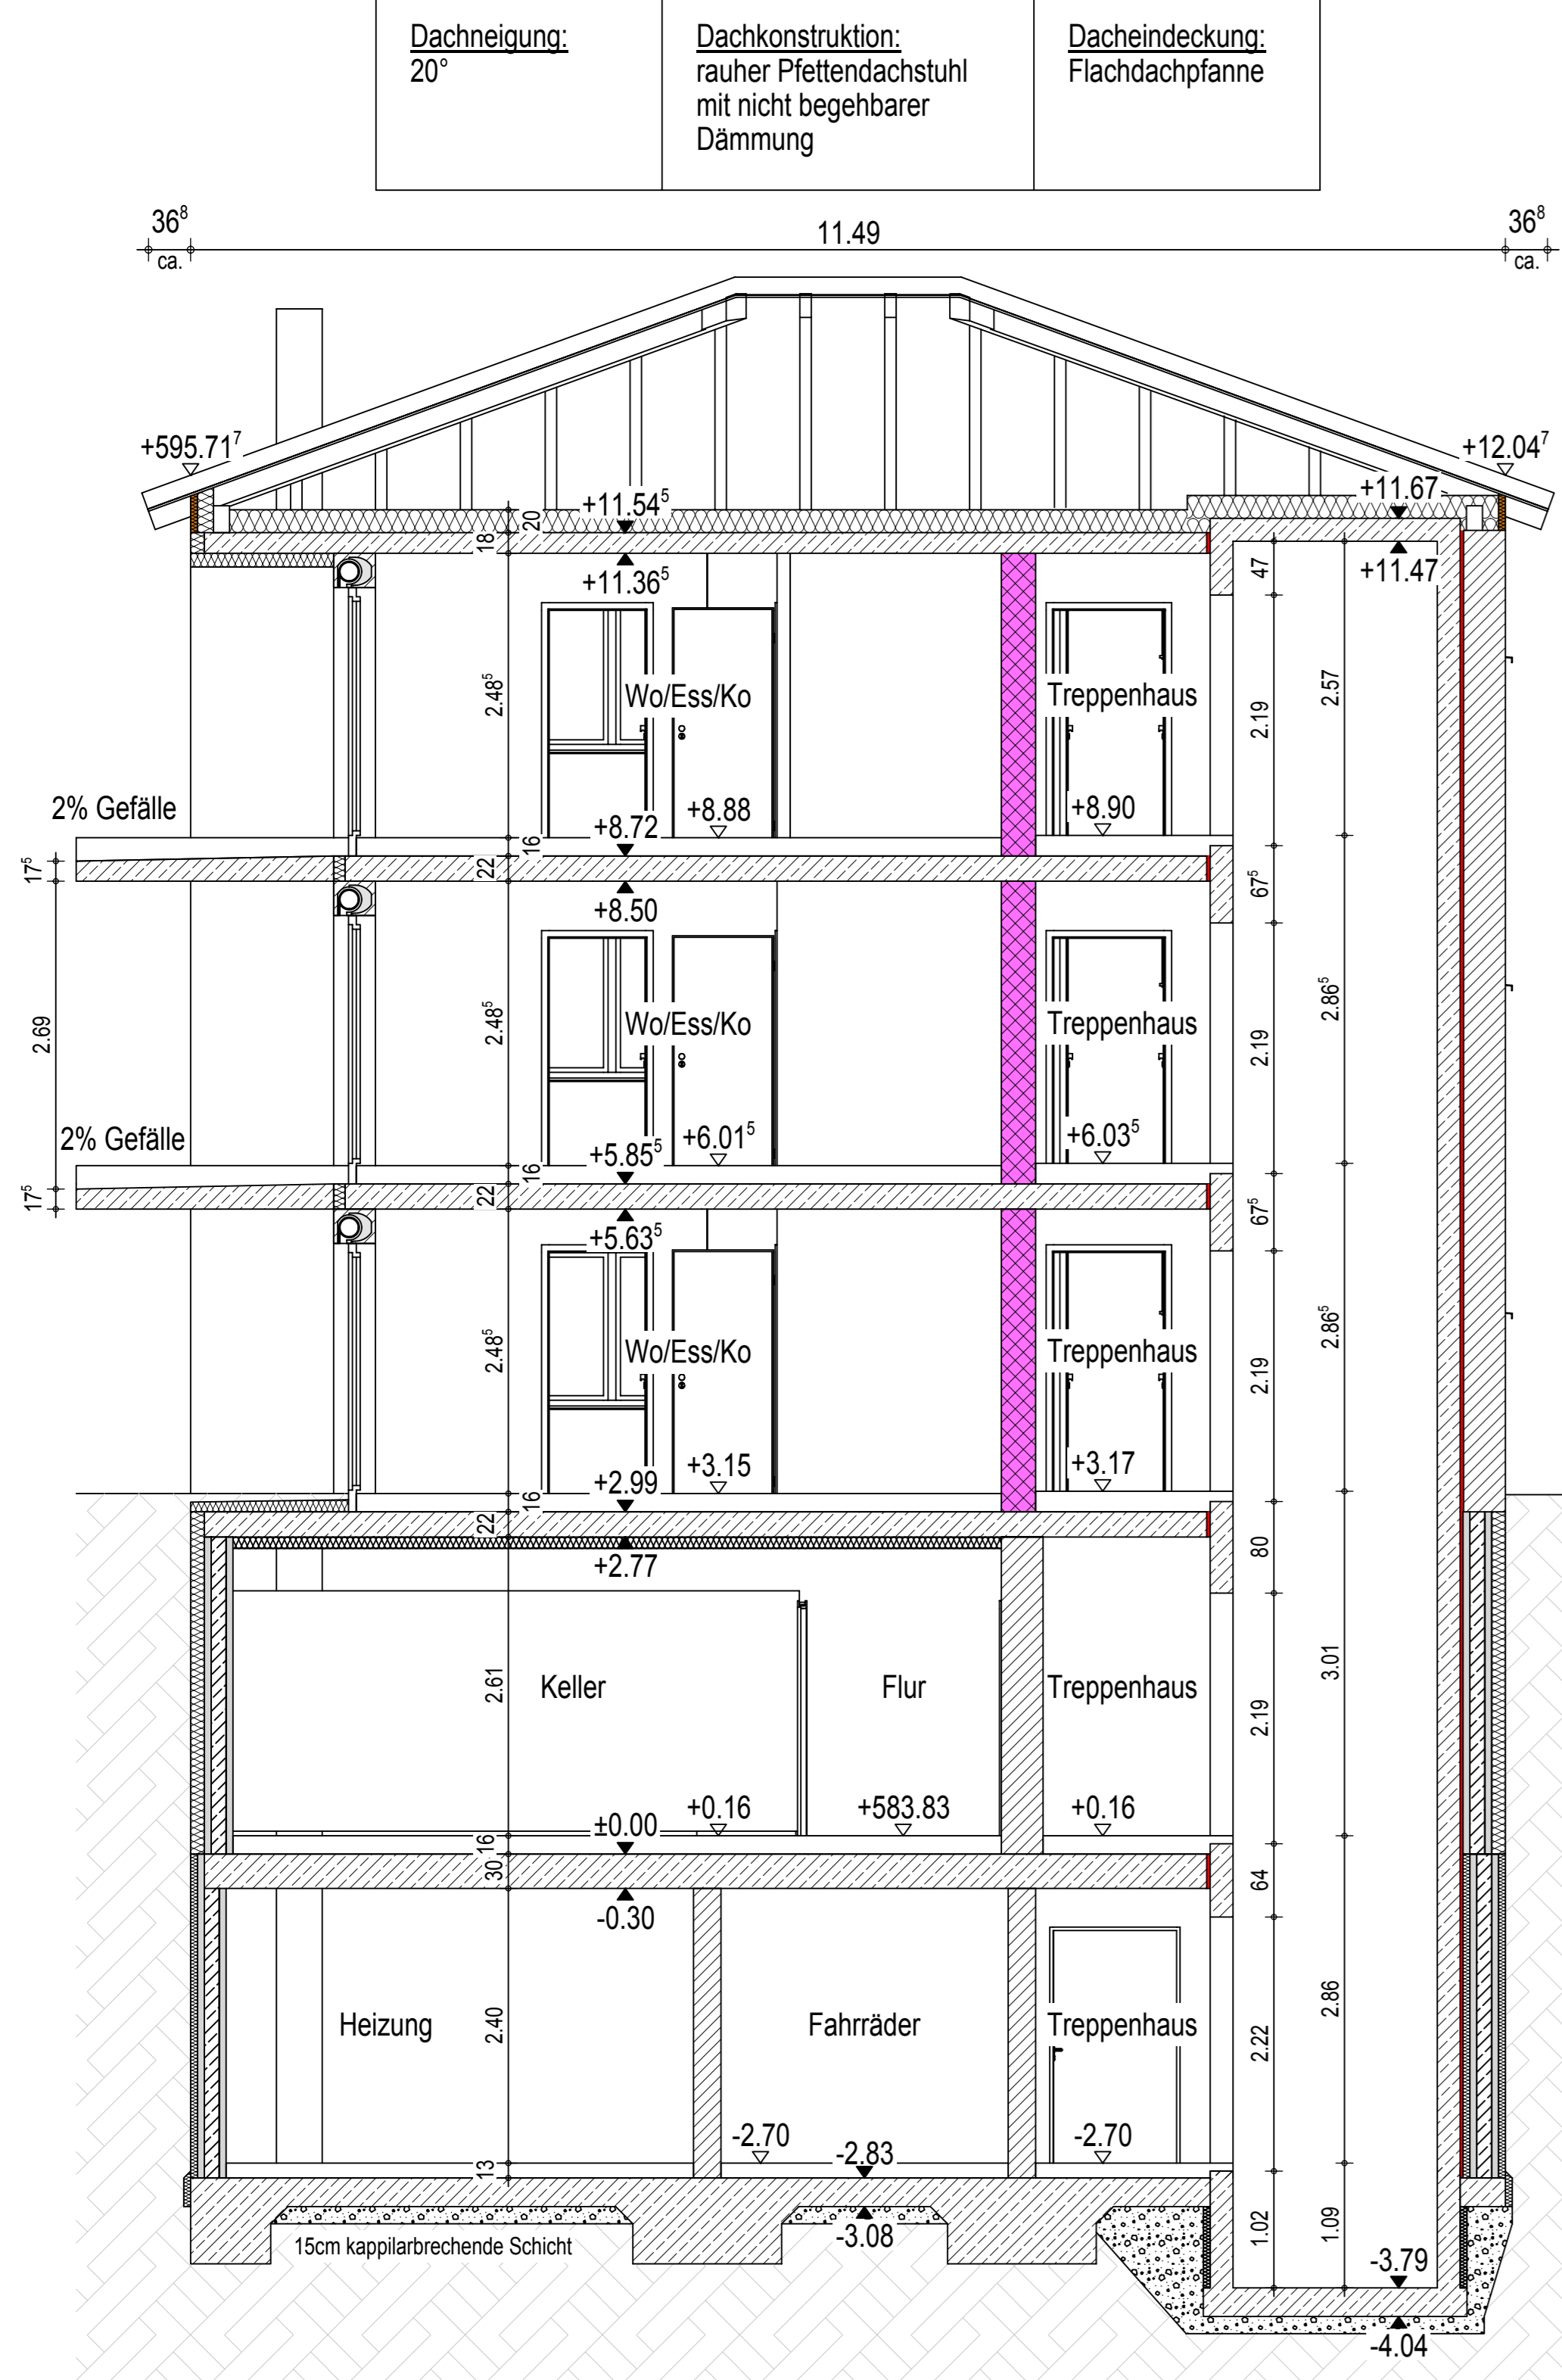 Dachneigung:
20°
Dachkonstruktion:
rauher Pfettendachstuhl
mit nicht begehbarer
Dämmung
Dacheindeckung:
Flachdachpfanne
36⁸
ca.
11.49
36⁸
ca.
+595.71⁷
+12.04⁷
+11.54⁵
20
+11.67
18
+11.36⁵
+11.47
47
2.48⁵
Wo/Ess/Ko
Treppenhaus
2.19
2.57
2% Gefälle
+8.72
+8.88
+8.90
16
17⁵
22
67⁵
+8.50
2.69
2.48⁵
Wo/Ess/Ko
Treppenhaus
2.19
2.86⁵
2% Gefälle
+5.85⁵
+6.01⁵
+6.03⁵
16
17⁵
22
67⁵
+5.63⁵
2.48⁵
Wo/Ess/Ko
Treppenhaus
2.19
2.86⁵
+2.99
+3.15
+3.17
16
22
80
+2.77
2.61
Keller
Flur
Treppenhaus
2.19
3.01
±0.00
+0.16
+583.83
+0.16
16
30
64
-0.30
Heizung
2.40
Fahrräder
Treppenhaus
2.22
2.86
-2.70
-2.83
-2.70
13
-3.08
15cm kappilarbrechende Schicht
1.02
1.09
-3.79
-4.04